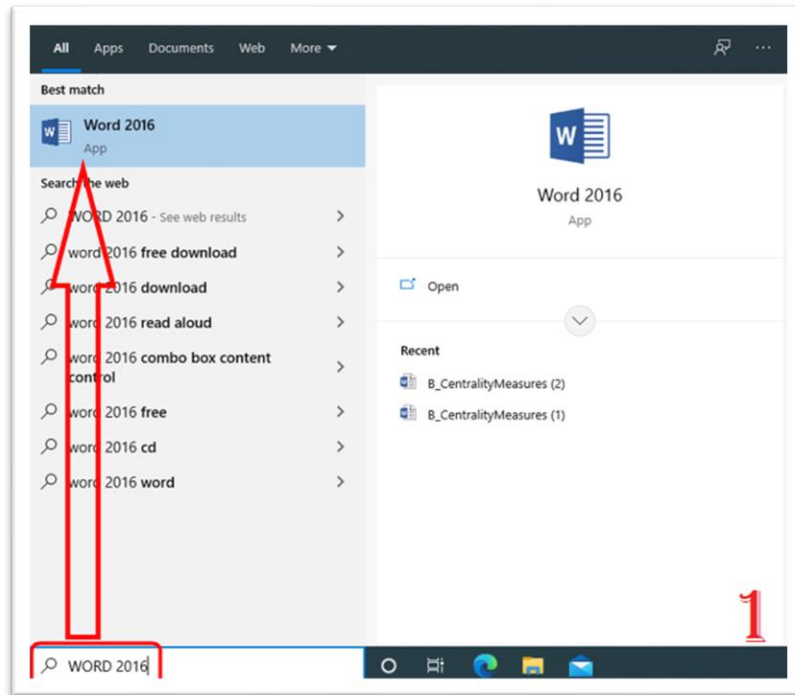 All Apps Documents Web More
Best match
Word 2016
App
Search the web
WORD 2016 - See web results
word 2016 free download
word 2016 download
word 2016 read aloud
word 2016 combo box content
control
word 2016 free
word 2016 cd
word 2016 word
WORD 2016
W
Word 2016
App
Open
Recent
B_CentralityMeasures (2)
B_CentralityMeasures (1)
1